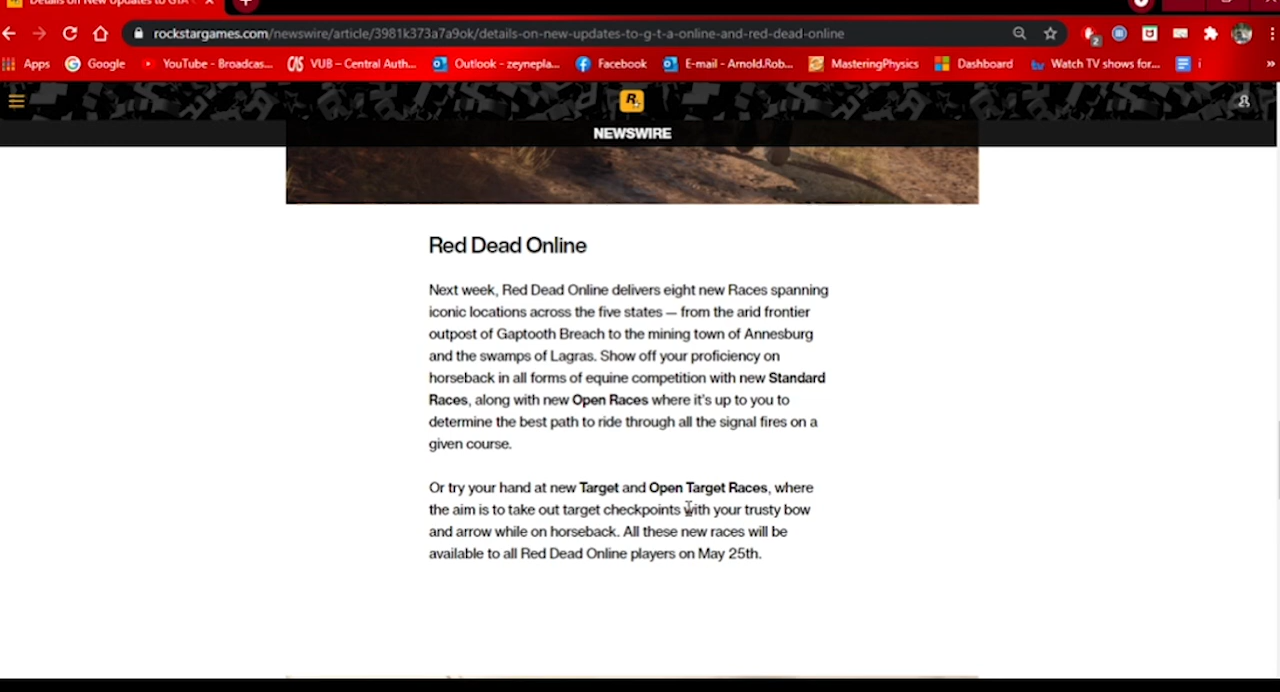 Details on New Updates to GTA
rockstargames.com/newswire/article/3981k373a7a9ok/details-on-new-updates-to-g-t-a-online-and-red-dead-online
2
Apps Google YouTube - Broadcas... VUB – Central Auth... Outlook – zeynepla... Facebook E-mail - Arnold.Rob... MasteringPhysics Dashboard Watch TV shows for... i »
R
NEWSWIRE
Red Dead Online
Next week, Red Dead Online delivers eight new Races spanning
iconic locations across the five states — from the arid frontier
outpost of Gaptooth Breach to the mining town of Annesburg
and the swamps of Lagras. Show off your proficiency on
horseback in all forms of equine competition with new Standard
Races, along with new Open Races where it's up to you to
determine the best path to ride through all the signal fires on a
given course.
Or try your hand at new Target and Open Target Races, where
the aim is to take out target checkpoints with your trusty bow
and arrow while on horseback. All these new races will be
available to all Red Dead Online players on May 25th.